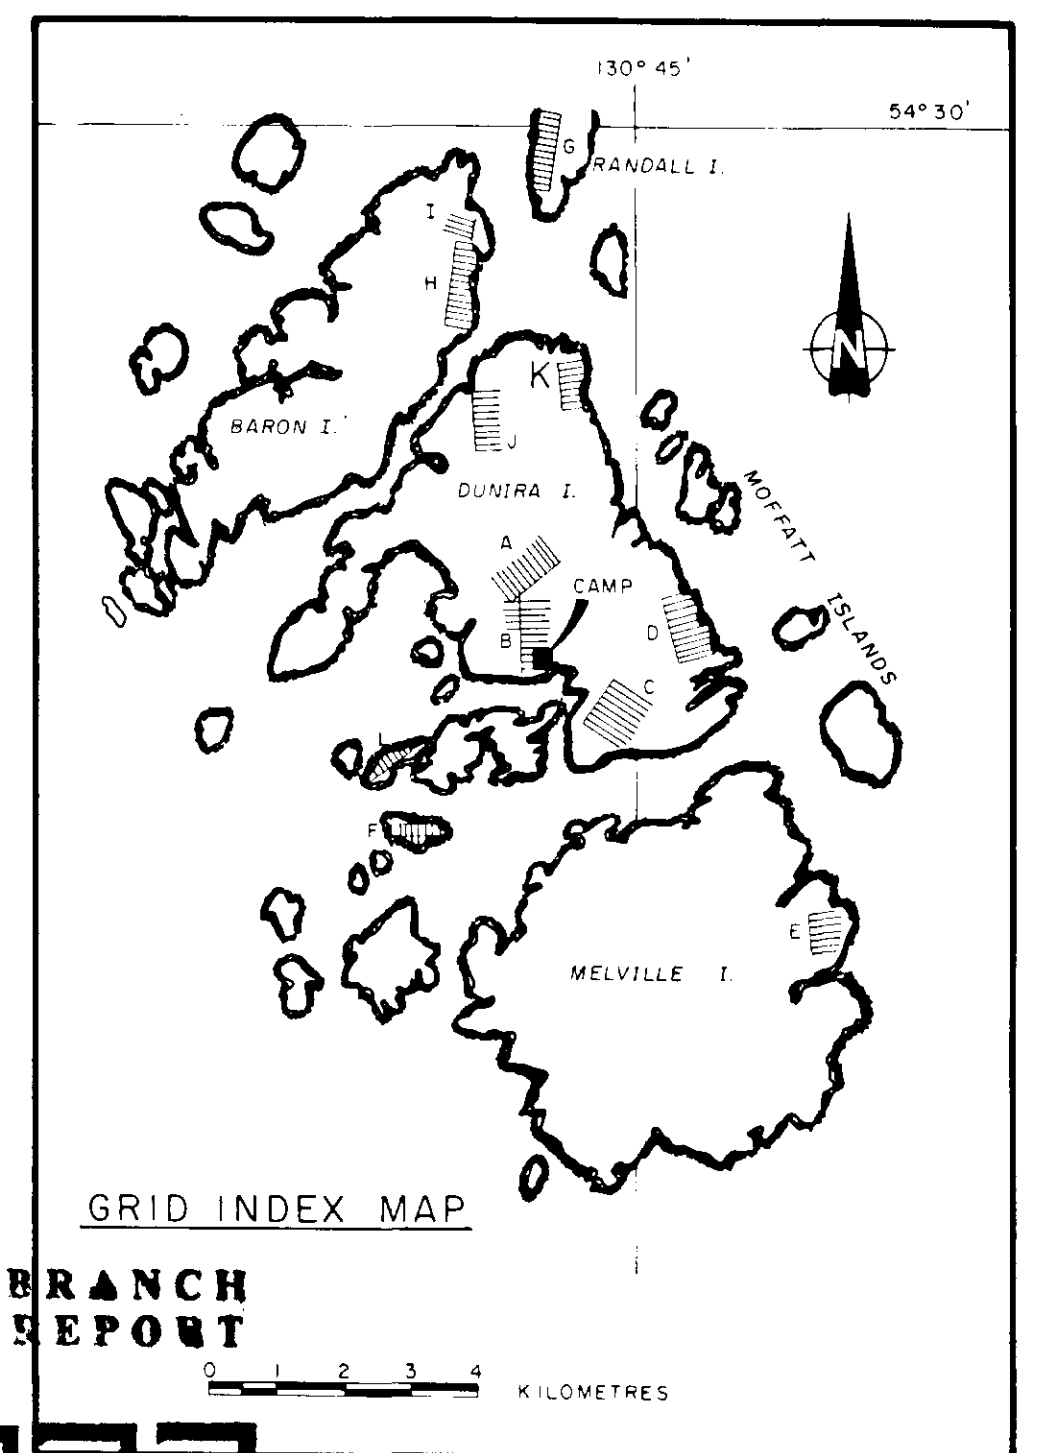 130° 45'
54° 30'
G
RANDALL I.
I
H
N
K
BARON I.
J
DUNIRA I.
MOFFATT ISLANDS
A
CAMP
B
D
C
L
F
E
MELVILLE I.
GRID INDEX MAP
BRANCH
REPORT
0 1 2 3 4
KILOMETRES